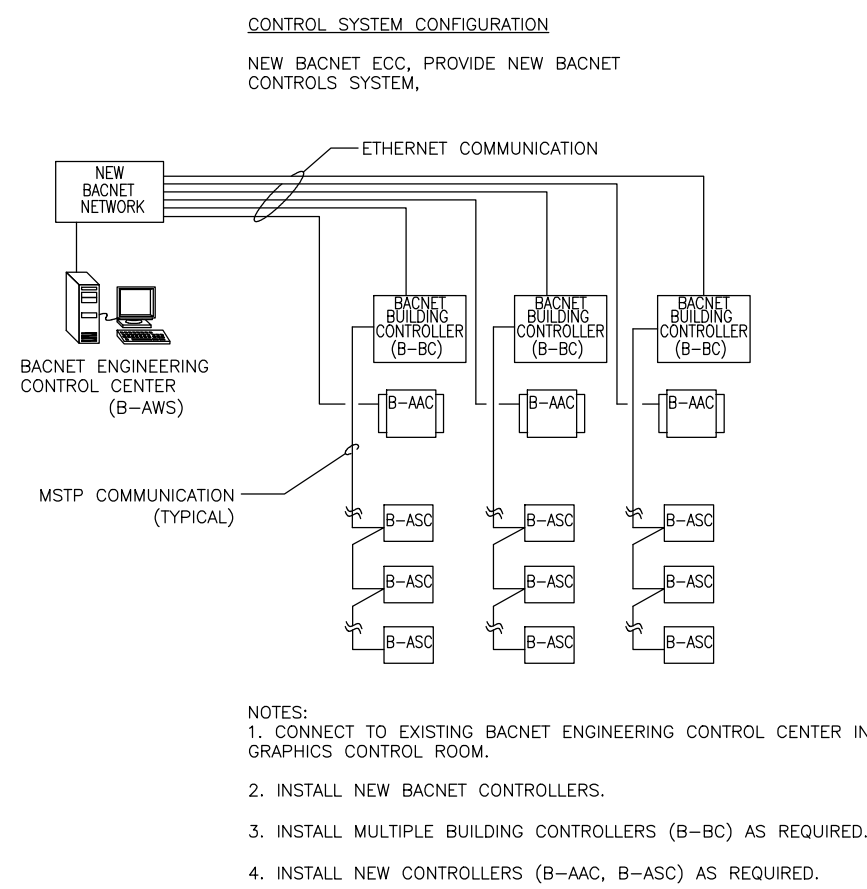 CONTROL SYSTEM CONFIGURATION
NEW BACNET ECC, PROVIDE NEW BACNET
CONTROLS SYSTEM,
ETHERNET COMMUNICATION
NEW
BACNET
NETWORK
BACNET
BUILDING
CONTROLLER
(B-BC)
BACNET
BUILDING
CONTROLLER
(B-BC)
BACNET
BUILDING
CONTROLLER
(B-BC)
BACNET ENGINEERING
CONTROL CENTER
(B-AWS)
B-AAC
B-AAC
B-AAC
MSTP COMMUNICATION
(TYPICAL)
B-ASC
B-ASC
B-ASC
B-ASC
B-ASC
B-ASC
B-ASC
B-ASC
B-ASC
NOTES:
1. CONNECT TO EXISTING BACNET ENGINEERING CONTROL CENTER IN
GRAPHICS CONTROL ROOM.
2. INSTALL NEW BACNET CONTROLLERS.
3. INSTALL MULTIPLE BUILDING CONTROLLERS (B-BC) AS REQUIRED.
4. INSTALL NEW CONTROLLERS (B-AAC, B-ASC) AS REQUIRED.